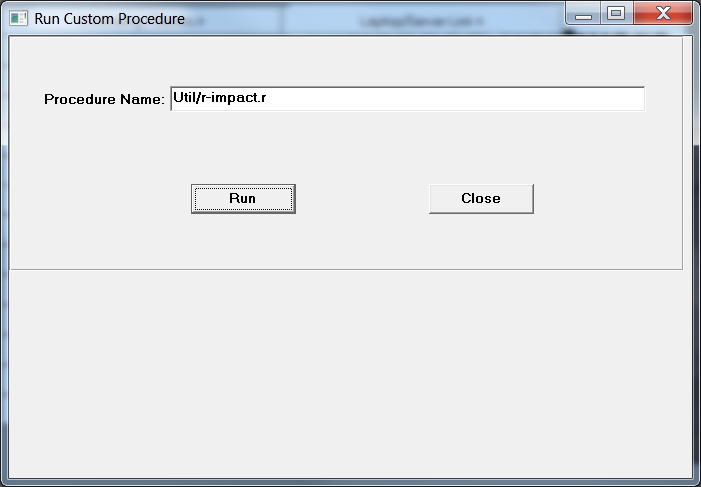 Run Custom Procedure
Procedure Name: Util/r-impact.r
Run Close